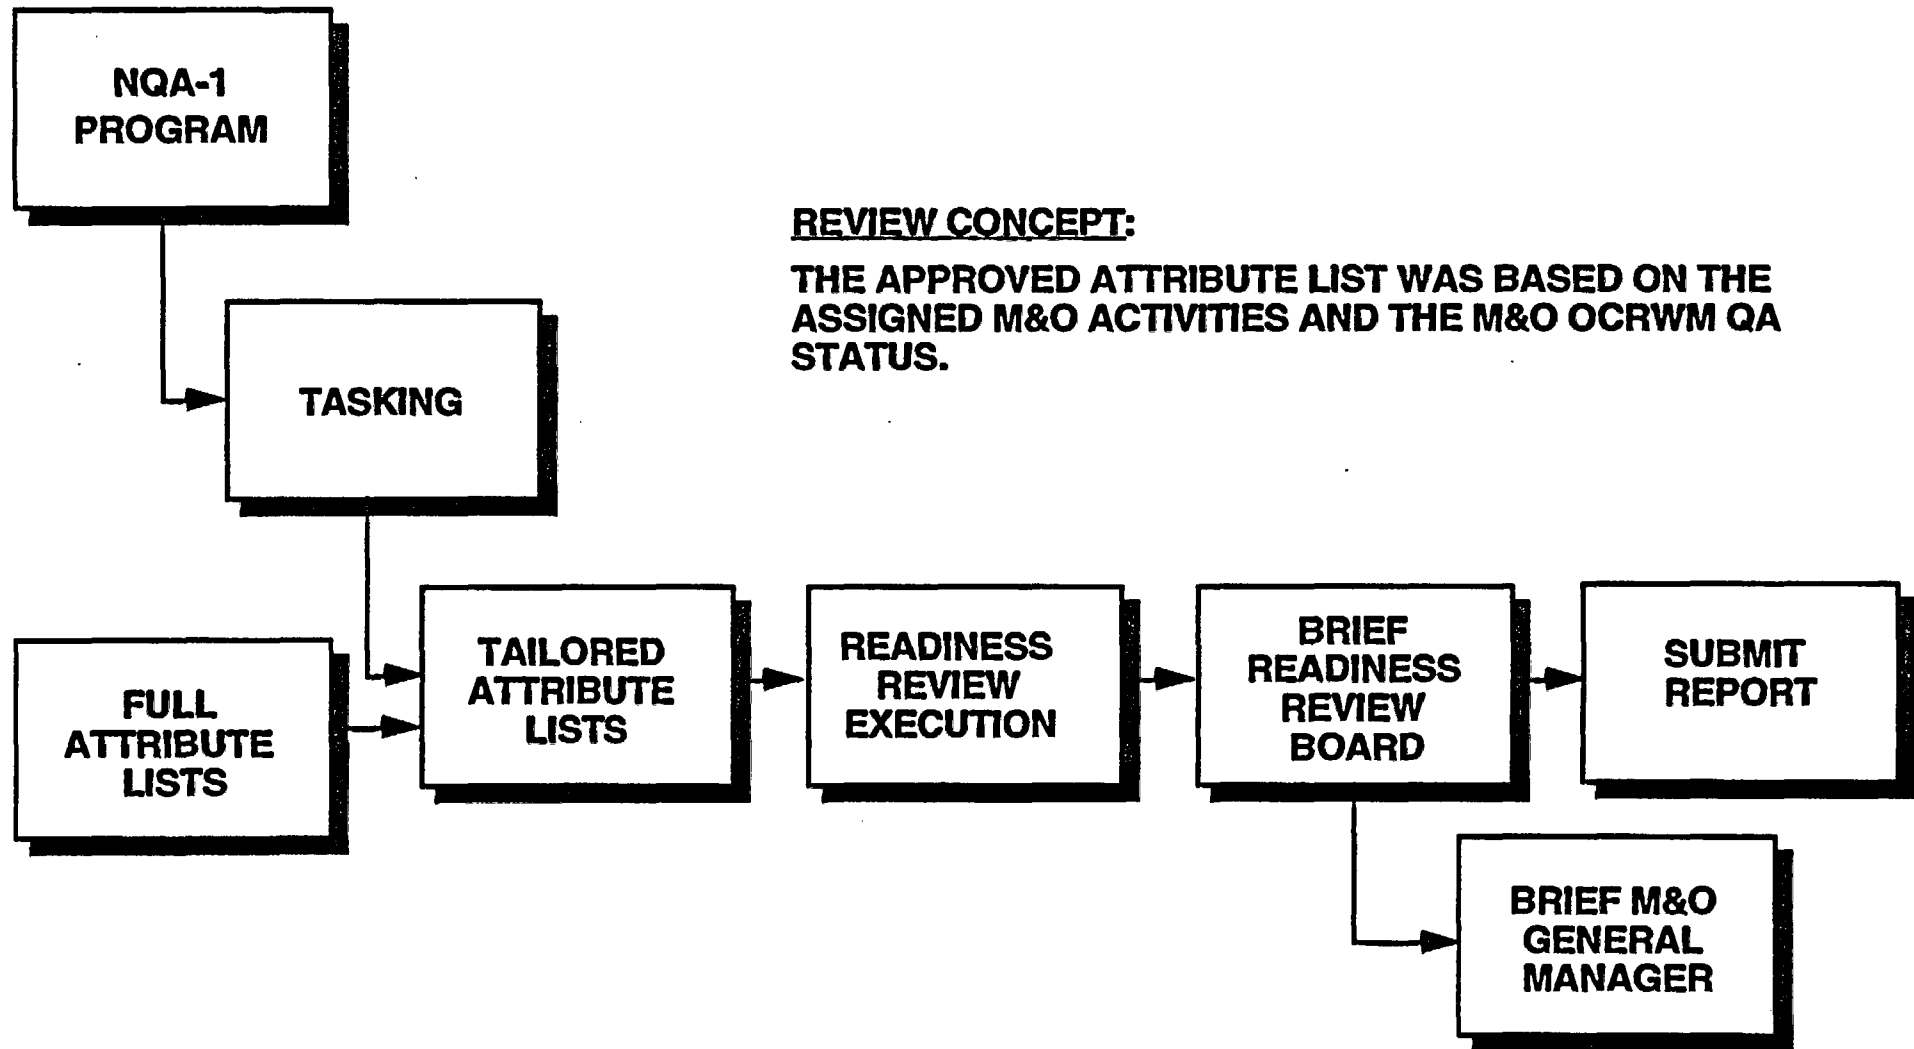 NQA-1
PROGRAM
REVIEW CONCEPT:
THE APPROVED ATTRIBUTE LIST WAS BASED ON THE
ASSIGNED M&O ACTIVITIES AND THE M&O OCRWM QA
STATUS.
TASKING
FULL
ATTRIBUTE
LISTS
TAILORED
ATTRIBUTE
LISTS
READINESS
REVIEW
EXECUTION
BRIEF
READINESS
REVIEW
BOARD
SUBMIT
REPORT
BRIEF M&O
GENERAL
MANAGER